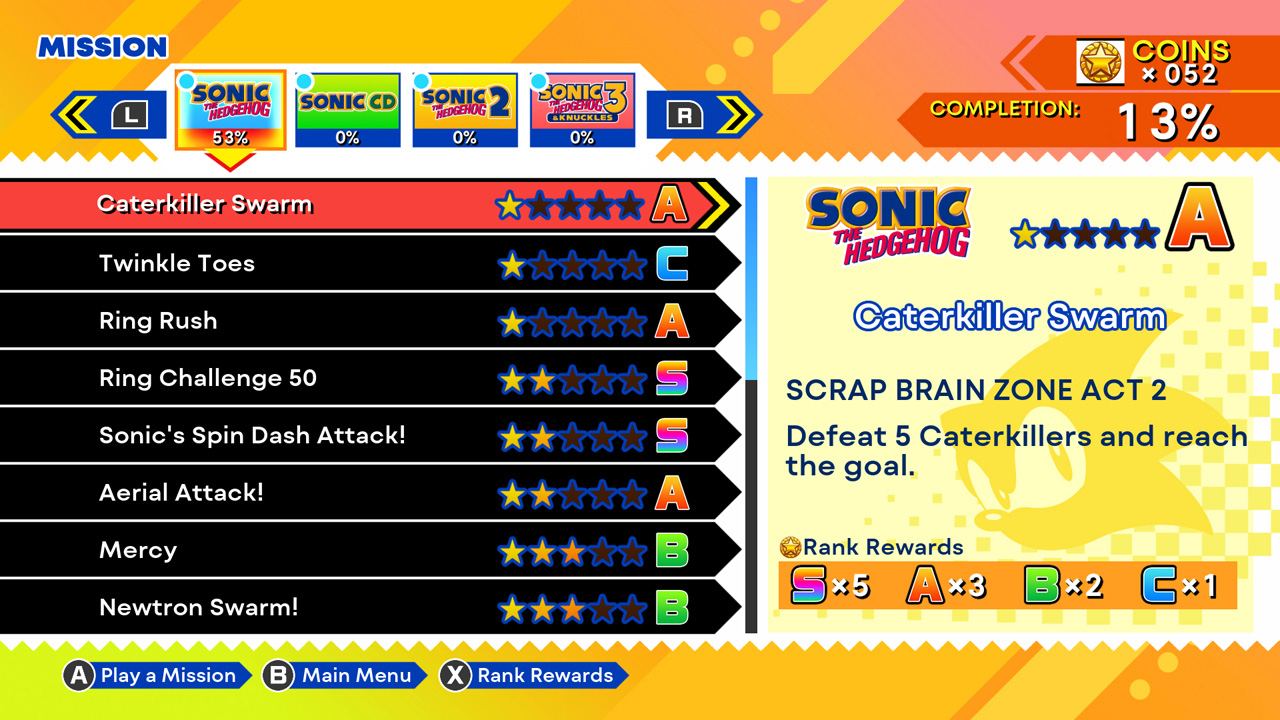 MISSION
COINS
× 052
COMPLETION:
13%
L
SONIC
THE
HEDGEHOG
53%
SONIC CD
0%
SONIC 2
THE
HEDGEHOG
0%
SONIC
THE
HEDGEHOG 3
& KNUCKLES
0%
R
Caterkiller Swarm A
Twinkle Toes C
Ring Rush A
Ring Challenge 50 S
Sonic's Spin Dash Attack! S
Aerial Attack! A
Mercy B
Newtron Swarm! B
SONIC
THE
HEDGEHOG
A
Caterkiller Swarm
SCRAP BRAIN ZONE ACT 2
Defeat 5 Caterkillers and reach
the goal.
Rank Rewards
S×5 A×3 B×2 C×1
A Play a Mission B Main Menu X Rank Rewards